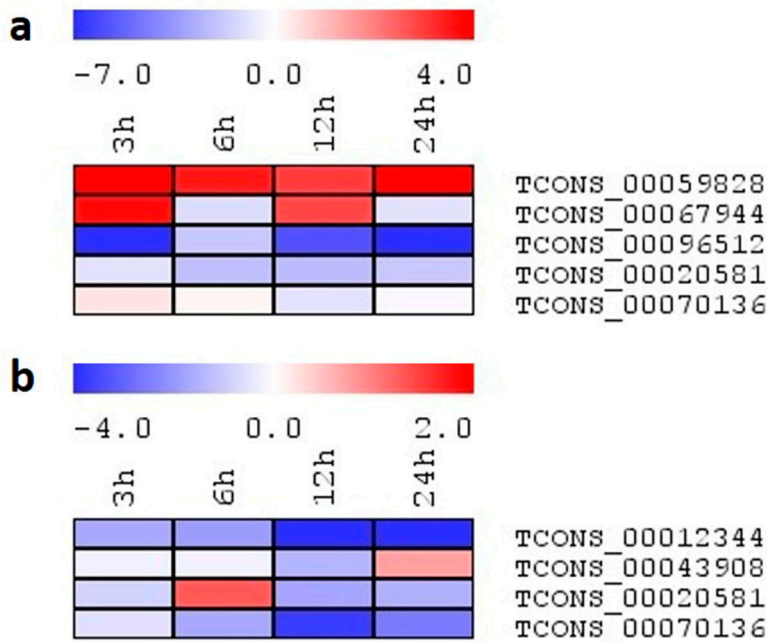 a
-7.0 0.0 4.0
3h 6h 12h 24h
TCONS_00059828
TCONS_00067944
TCONS_00096512
TCONS_00020581
TCONS_00070136
b
-4.0 0.0 2.0
3h 6h 12h 24h
TCONS_00012344
TCONS_00043908
TCONS_00020581
TCONS_00070136